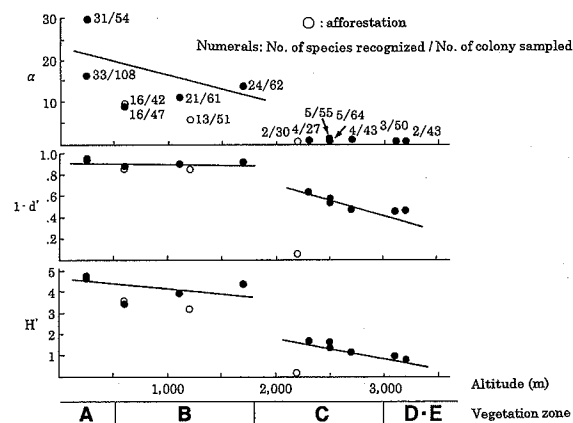 30
20
10
α
31/54
33/108
16/42
16/47
21/61
13/51
24/62
○ : afforestation
Numerals: No. of species recognized / No. of colony sampled
5/55 5/64
2/30 4/27 4/43 3/50 2/43
1.0
.8
.6
.4
.2
1-d'
5
4
3
2
1
H'
1,000 2,000 3,000 Altitude (m)
A B C D·E Vegetation zone